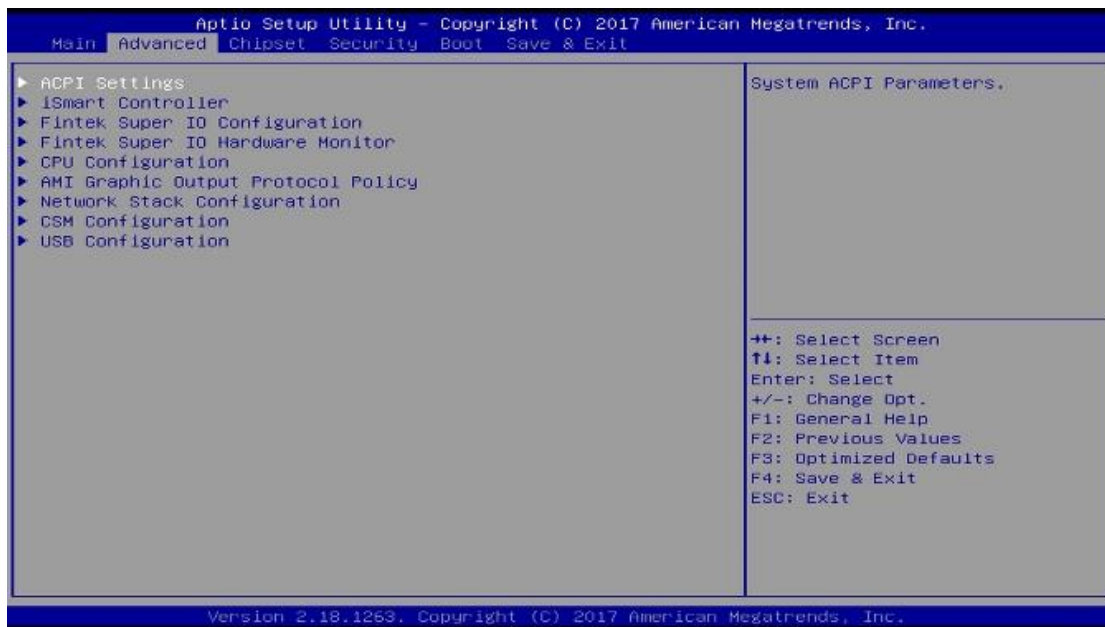 Aptio Setup Utility – Copyright (C) 2017 American Megatrends, Inc.
Main Advanced Chipset Security Boot Save & Exit
▶ ACPI Settings
▶ iSmart Controller
▶ Fintek Super IO Configuration
▶ Fintek Super IO Hardware Monitor
▶ CPU Configuration
▶ AMI Graphic Output Protocol Policy
▶ Network Stack Configuration
▶ CSM Configuration
▶ USB Configuration
System ACPI Parameters.
→←: Select Screen
↑↓: Select Item
Enter: Select
+/-: Change Opt.
F1: General Help
F2: Previous Values
F3: Optimized Defaults
F4: Save & Exit
ESC: Exit
Version 2.18.1263. Copyright (C) 2017 American Megatrends, Inc.